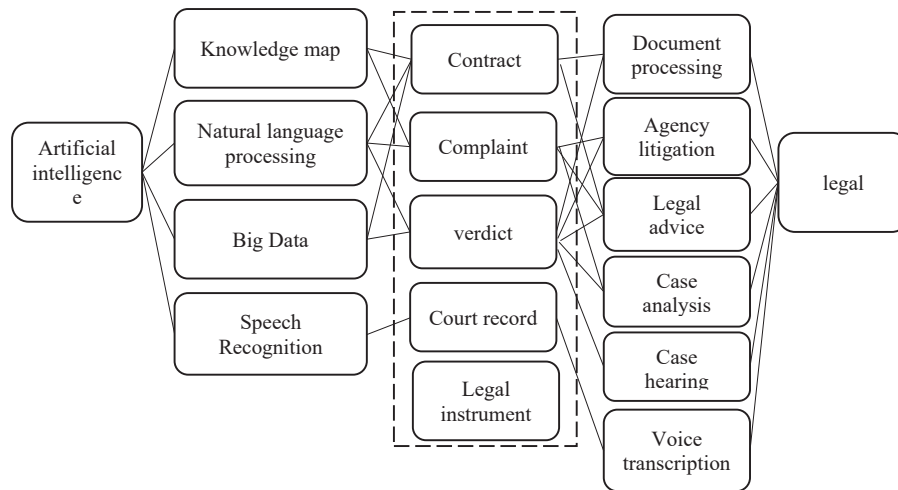 Artificial
intelligenc
e
Knowledge map
Natural language
processing
Big Data
Speech
Recognition
Contract
Complaint
verdict
Court record
Legal
instrument
Document
processing
Agency
litigation
Legal
advice
Case
analysis
Case
hearing
Voice
transcription
legal